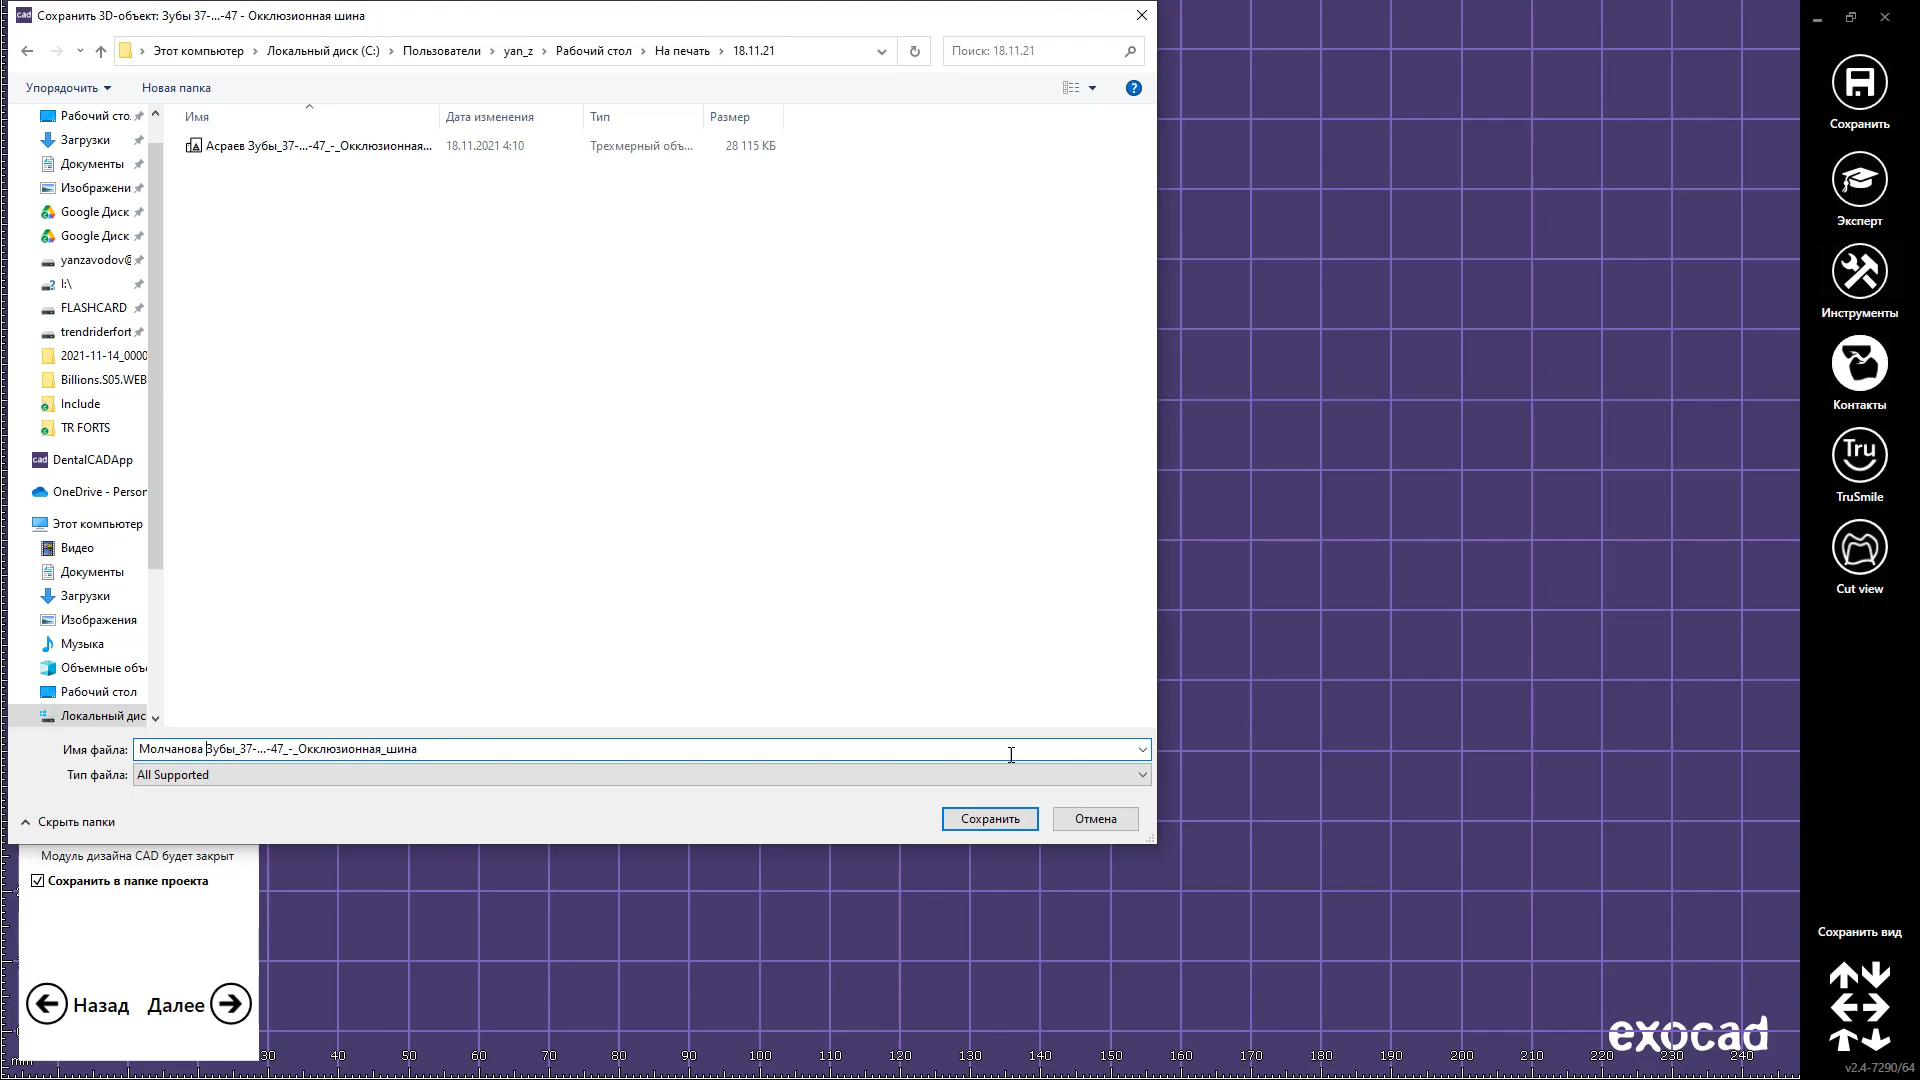 Сохранить 3D-объект: Зубы 37-...-47 - Окклюзионная шина
Этот компьютер > Локальный диск (C:) > Пользователи > yan_z > Рабочий стол > На печать > 18.11.21
Поиск: 18.11.21
Упорядочить
Новая папка
Имя
Дата изменения
Тип
Размер
Асраев Зубы_37-...-47_-_Окклюзионная...
18.11.2021 4:10
Трехмерный объ...
28 115 КБ
Рабочий сто.
Загрузки
Документы
Изображени
Google Диск
Google Диск
yanzavodov@
I:\
FLASHCARD
trendriderfort
2021-11-14_0000
Billions.S05.WEB
Include
TR FORTS
DentalCADApp
OneDrive - Person
Этот компьютер
Видео
Документы
Загрузки
Изображения
Музыка
Объемные объ
Рабочий стол
Локальный дис
Имя файла: Молчанова Зубы_37-...-47_-_Окклюзионная_шина
Тип файла: All Supported
Скрыть папки
Сохранить
Отмена
Модуль дизайна CAD будет закрыт
Сохранить в папке проекта
Назад
Далее
30 40 50 60 70 80 90 100 110 120 130 140 150 160 170 180 190 200 210 220 230 240
Сохранить
Эксперт
Инструменты
Контакты
Tru
TruSmile
Cut view
Сохранить вид
exocad
v2.4-7290/64